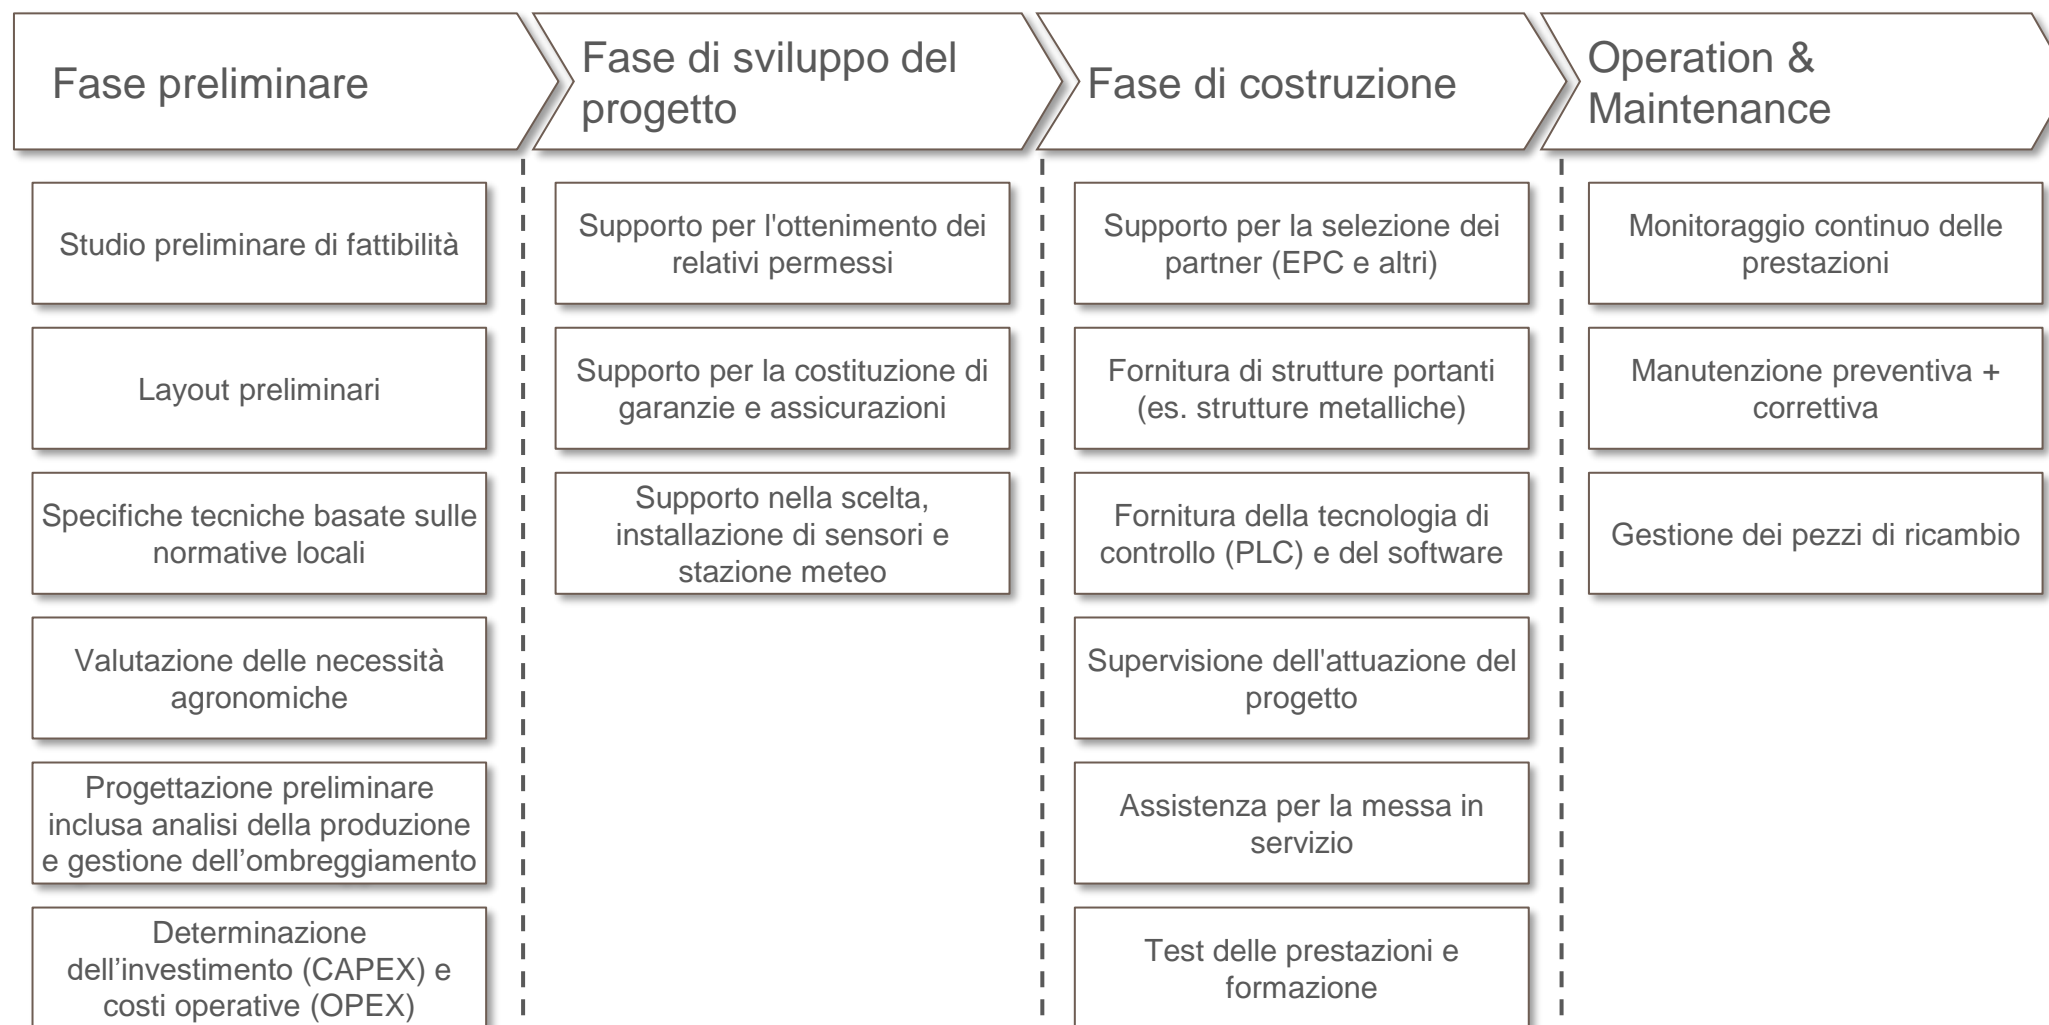 Fase preliminare
Fase di sviluppo del
progetto
Fase di costruzione
Operation &
Maintenance
Studio preliminare di fattibilità
Layout preliminari
Specifiche tecniche basate sulle
normative locali
Valutazione delle necessità
agronomiche
Progettazione preliminare
inclusa analisi della produzione
e gestione dell’ombreggiamento
Determinazione
dell’investimento (CAPEX) e
costi operative (OPEX)
Supporto per l'ottenimento dei
relativi permessi
Supporto per la costituzione di
garanzie e assicurazioni
Supporto nella scelta,
installazione di sensori e
stazione meteo
Supporto per la selezione dei
partner (EPC e altri)
Fornitura di strutture portanti
(es. strutture metalliche)
Fornitura della tecnologia di
controllo (PLC) e del software
Supervisione dell'attuazione del
progetto
Assistenza per la messa in
servizio
Test delle prestazioni e
formazione
Monitoraggio continuo delle
prestazioni
Manutenzione preventiva +
correttiva
Gestione dei pezzi di ricambio